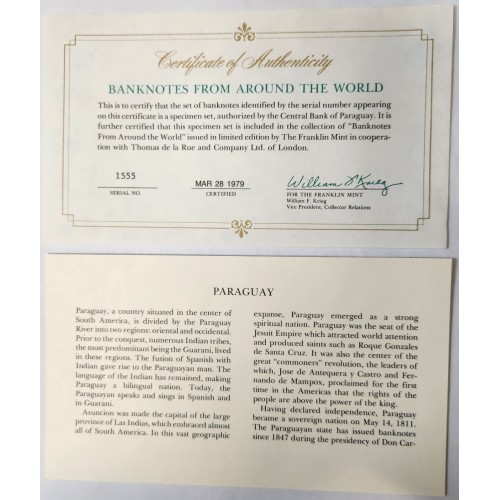 Certificate of Authenticity
BANKNOTES FROM AROUND THE WORLD
This is to certify that the set of banknotes identified by the serial number appearing
on this certificate is a specimen set, authorized by the Central Bank of Paraguay. It is
further certified that this specimen set is included in the collection of "Banknotes
From Around the World" issued in limited edition by The Franklin Mint in cooper-
ation with Thomas de la Rue and Company Ltd. of London.
1555
SERIAL NO.
MAR 28 1979
CERTIFIED
William F Krieg
FOR THE FRANKLIN MINT
William F. Krieg
Vice President, Collector Relations
PARAGUAY
Paraguay, a country situated in the center of
South America, is divided by the Paraguay
River into two regions: oriental and occidental.
Prior to the conquest, numerous Indian tribes,
the most predominant being the Guarani, lived
in these regions. The fusion of Spanish with
Indian gave rise to the Paraguayan man. The
language of the Indian has remained, making
Paraguay a bilingual nation. Today, the
Paraguayan speaks and sings in Spanish and
in Guarani.
Asuncion was made the capital of the large
province of Las Indias, which embraced almost
all of South America. In this vast geographic
expanse, Paraguay emerged as a strong
spiritual nation. Paraguay was the seat of the
Jesuit Empire which attracted world attention
and produced saints such as Roque Gonzales
de Santa Cruz. It was also the center of the
great "commoners" revolution, the leaders of
which, Jose de Antequera y Castro and Fer-
nando de Mampox, proclaimed for the first
time in the Americas that the rights of the
people are above the power of the king.
Having declared independence, Paraguay
became a sovereign nation on May 14, 1811.
The Paraguayan state has issued banknotes
since 1847 during the presidency of Don Car-